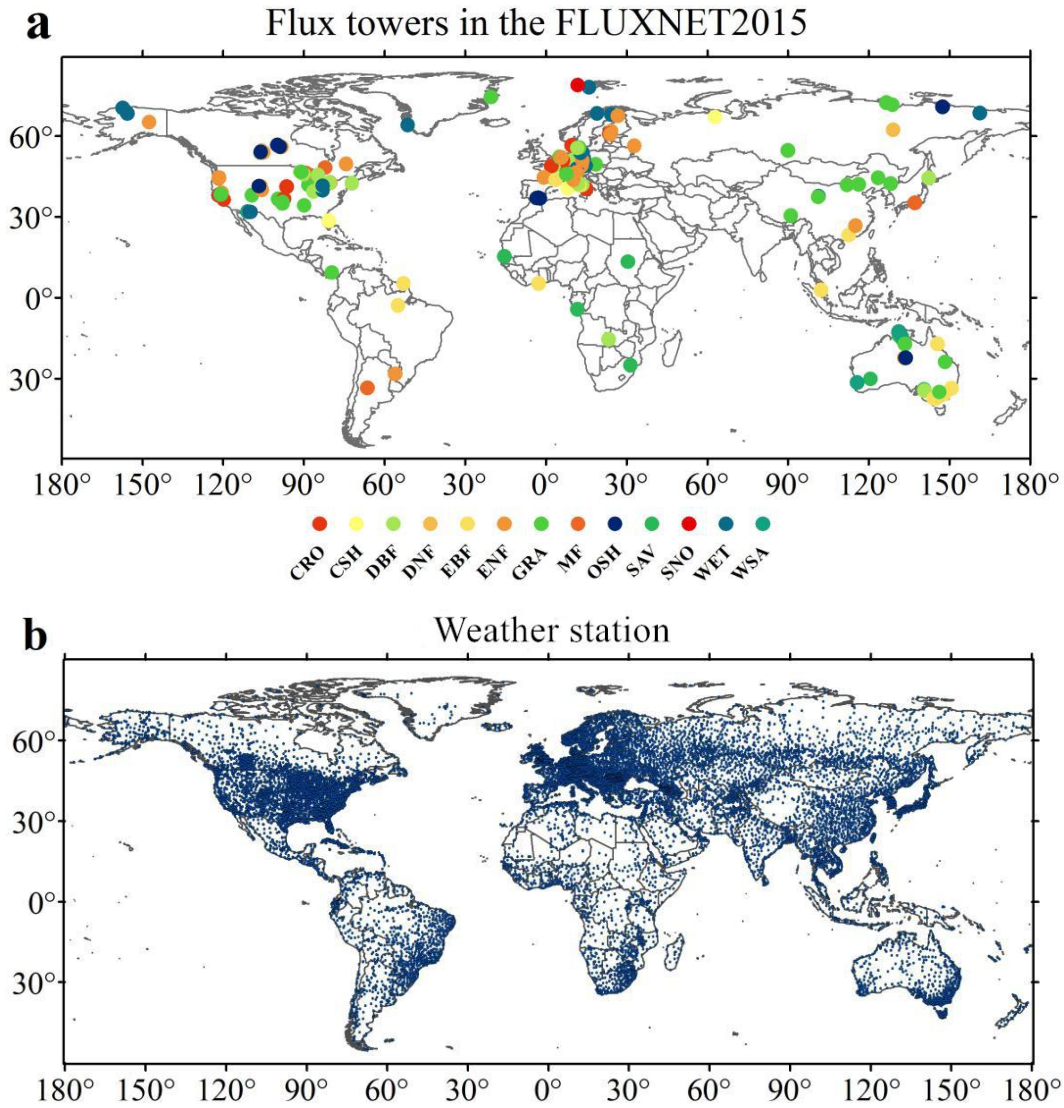 a Flux towers in the FLUXNET2015
60°
30°
0°
30°
180° 150° 120° 90° 60° 30° 0° 30° 60° 90° 120° 150° 180°
CRO CSH DBF DNF EBF ENF GRA MF OSH SAV SNO WET WSA
b Weather station
60°
30°
0°
30°
180° 150° 120° 90° 60° 30° 0° 30° 60° 90° 120° 150° 180°